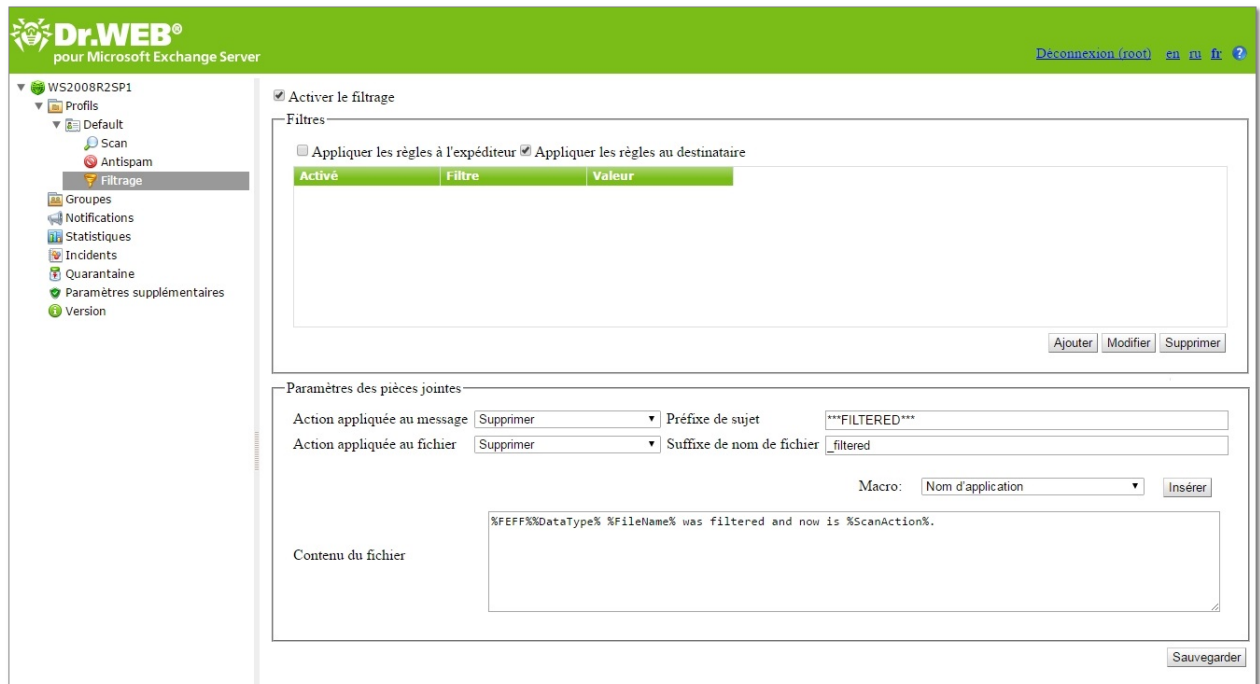 Dr.WEB®
pour Microsoft Exchange Server
Déconnexion (root) en ru fr ?
WS2008R2SP1
Profils
Default
Scan
Antispam
Filtrage
Groupes
Notifications
Statistiques
Incidents
Quarantaine
Paramètres supplémentaires
Version
Activer le filtrage
Filtres
Appliquer les règles à l'expéditeur Appliquer les règles au destinataire
Activé Filtre Valeur
Ajouter Modifier Supprimer
Paramètres des pièces jointes
Action appliquée au message Supprimer Préfixe de sujet ***FILTERED***
Action appliquée au fichier Supprimer Suffixe de nom de fichier _filtered
Macro: Nom d'application Insérer
%FEFF%%DataType% %FileName% was filtered and now is %ScanAction%.
Contenu du fichier
Sauvegarder